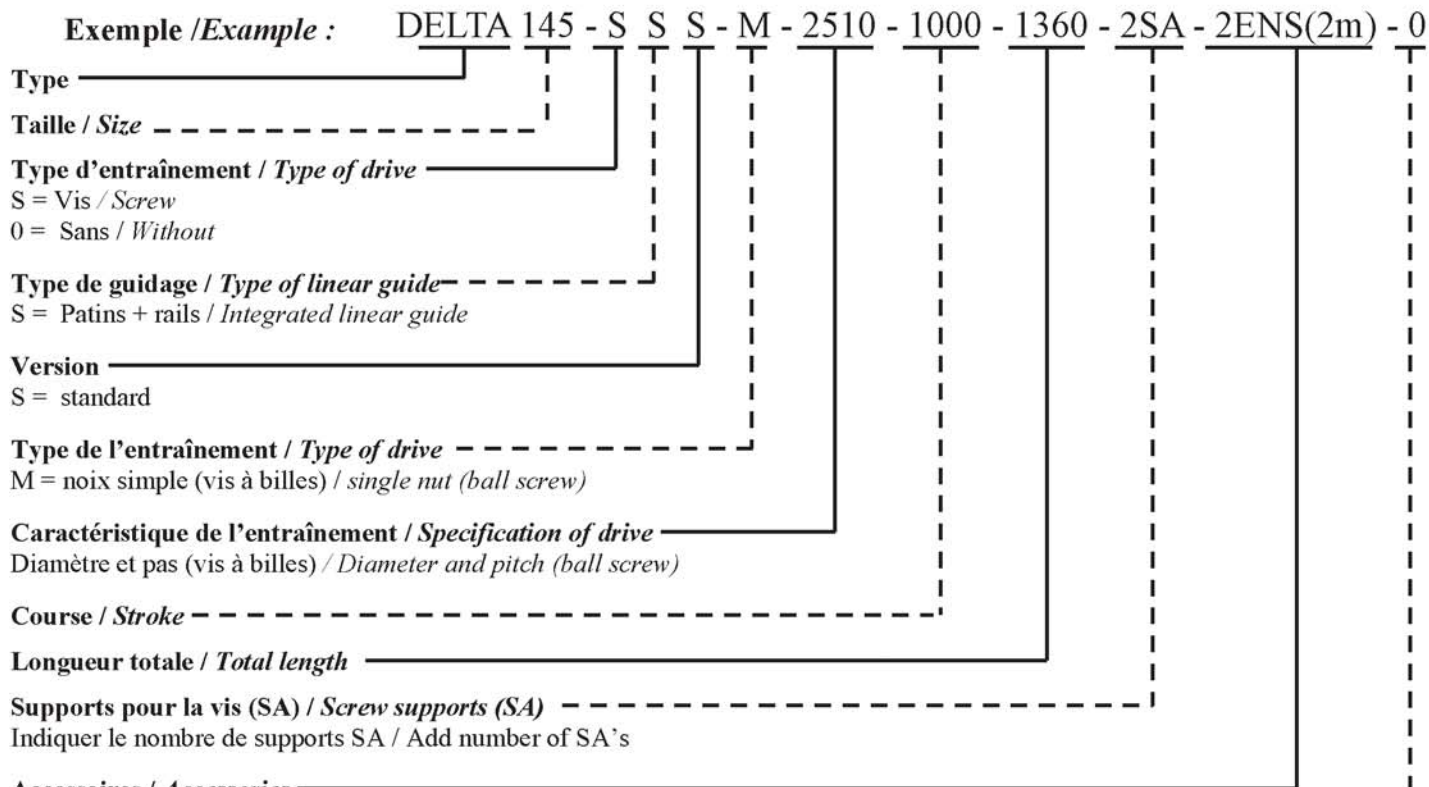 Exemple /Example : DELTA 145 - S S S - M - 2510 - 1000 - 1360 - 2SA - 2ENS(2m) - 0
Type
Taille / Size
Type d’entraînement / Type of drive
S = Vis / Screw
0 = Sans / Without
Type de guidage / Type of linear guide
S = Patins + rails / Integrated linear guide
Version
S = standard
Type de l’entraînement / Type of drive
M = noix simple (vis à billes) / single nut (ball screw)
Caractéristique de l’entraînement / Specification of drive
Diamètre et pas (vis à billes) / Diameter and pitch (ball screw)
Course / Stroke
Longueur totale / Total length
Supports pour la vis (SA) / Screw supports (SA)
Indiquer le nombre de supports SA / Add number of SA’s